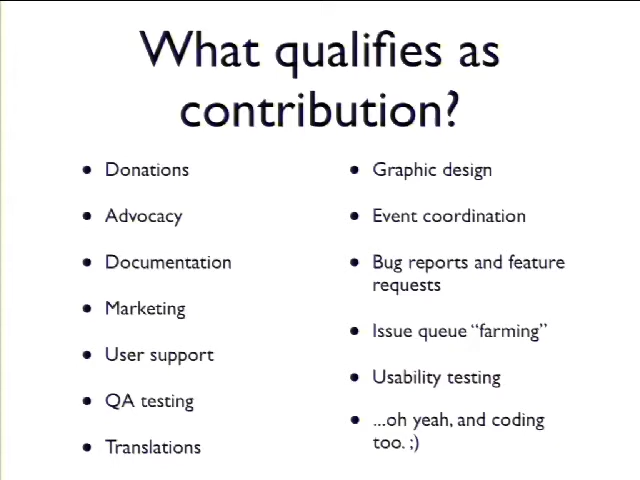 What qualifies as
contribution?
• Donations
• Advocacy
• Documentation
• Marketing
• User support
• QA testing
• Translations
• Graphic design
• Event coordination
• Bug reports and feature
requests
• Issue queue “farming”
• Usability testing
• ...oh yeah, and coding
too. ;)